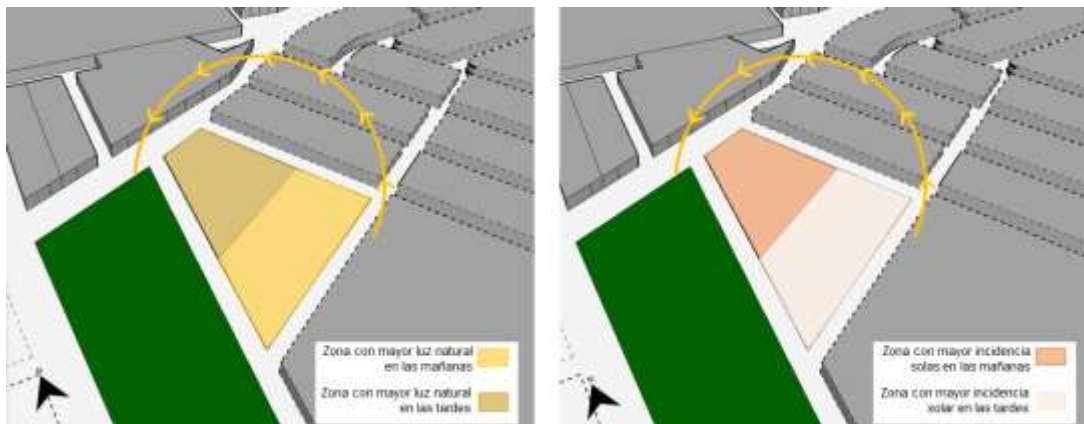 Zona con mayor luz natural
en las mañanas
Zona con mayor luz natural
en las tardes
Zona con mayor incidencia
solas en las mañanas
Zona con mayor incidencia
xolar en las tardes